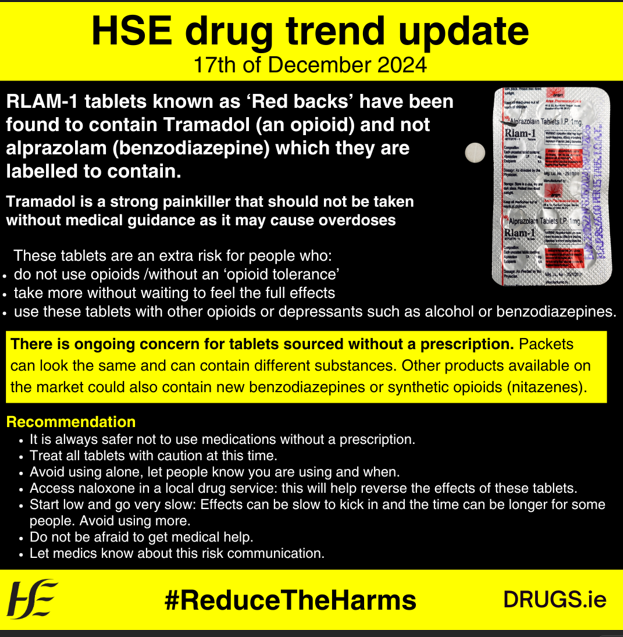 HSE drug trend update
17th of December 2024
RLAM-1 tablets known as ‘Red backs’ have been
found to contain Tramadol (an opioid) and not
alprazolam (benzodiazepine) which they are
labelled to contain.
Tramadol is a strong painkiller that should not be taken
without medical guidance as it may cause overdoses
Alprazolam Tablets I.P. 1mg
Rlam-1
Alprazolam Tablets I.P. 1mg
Rlam-1
These tablets are an extra risk for people who:
• do not use opioids /without an ‘opioid tolerance’
• take more without waiting to feel the full effects
• use these tablets with other opioids or depressants such as alcohol or benzodiazepines.
There is ongoing concern for tablets sourced without a prescription. Packets
can look the same and can contain different substances. Other products available on
the market could also contain new benzodiazepines or synthetic opioids (nitazenes).
Recommendation
• It is always safer not to use medications without a prescription.
• Treat all tablets with caution at this time.
• Avoid using alone, let people know you are using and when.
• Access naloxone in a local drug service: this will help reverse the effects of these tablets.
• Start low and go very slow: Effects can be slow to kick in and the time can be longer for some
people. Avoid using more.
• Do not be afraid to get medical help.
• Let medics know about this risk communication.
HSE
#ReduceTheHarms
DRUGS.ie